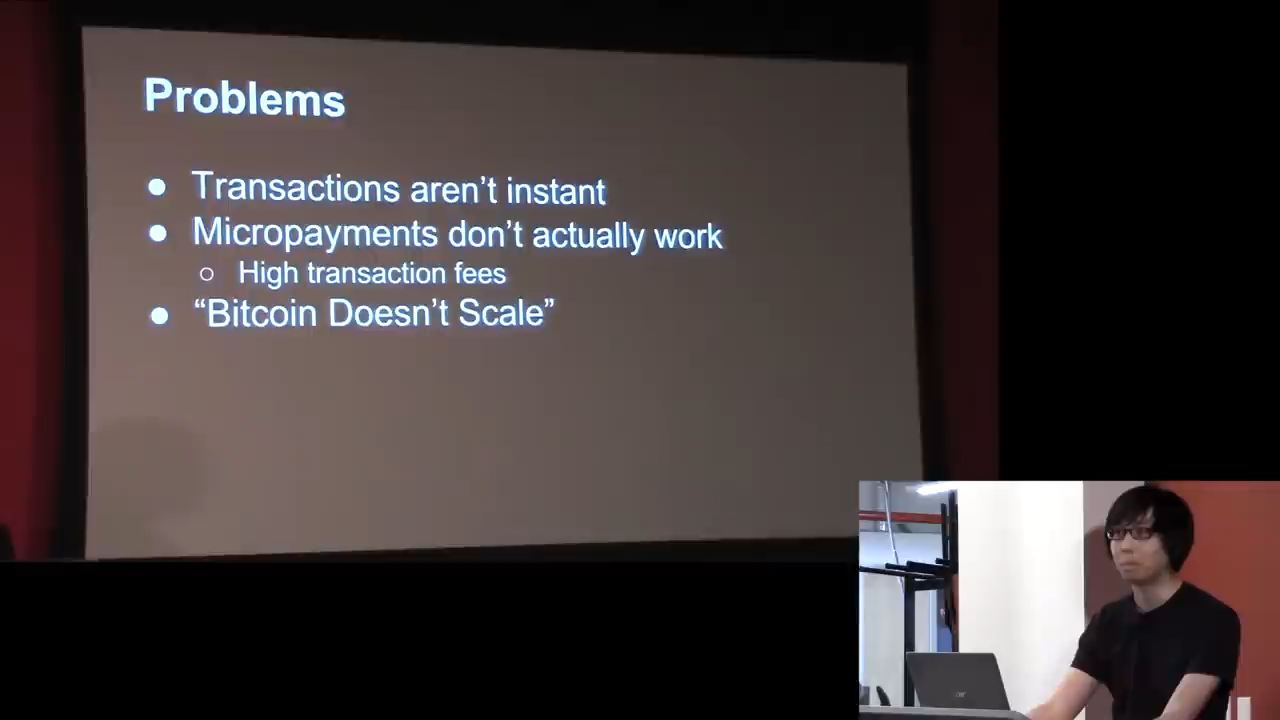 Problems
● Transactions aren't instant
● Micropayments don't actually work
○ High transaction fees
● “Bitcoin Doesn't Scale”